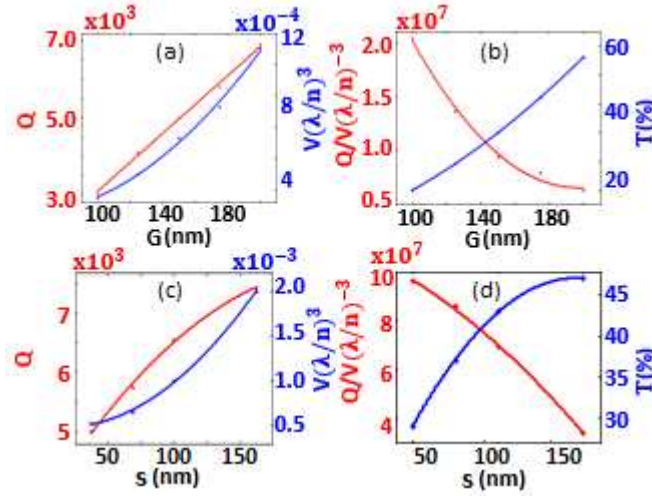 x10³ x10⁻⁴
7.0 (a) 12
5.0 8
3.0 4
Q V(λ/n)³
100 140 180
G (nm)
x10⁷
2.0 (b) 60
1.5 40
1.0 20
0.5
Q/V(λ/n)⁻³ T(%)
100 140 180
G (nm)
x10³ x10⁻³
7 (c) 2.0
6 1.5
5 1.0
0.5
Q V(λ/n)³
50 100 150
s (nm)
x10⁷
10 (d) 45
8 40
6 35
4 30
Q/V(λ/n)⁻³ T(%)
50 100 150
s (nm)